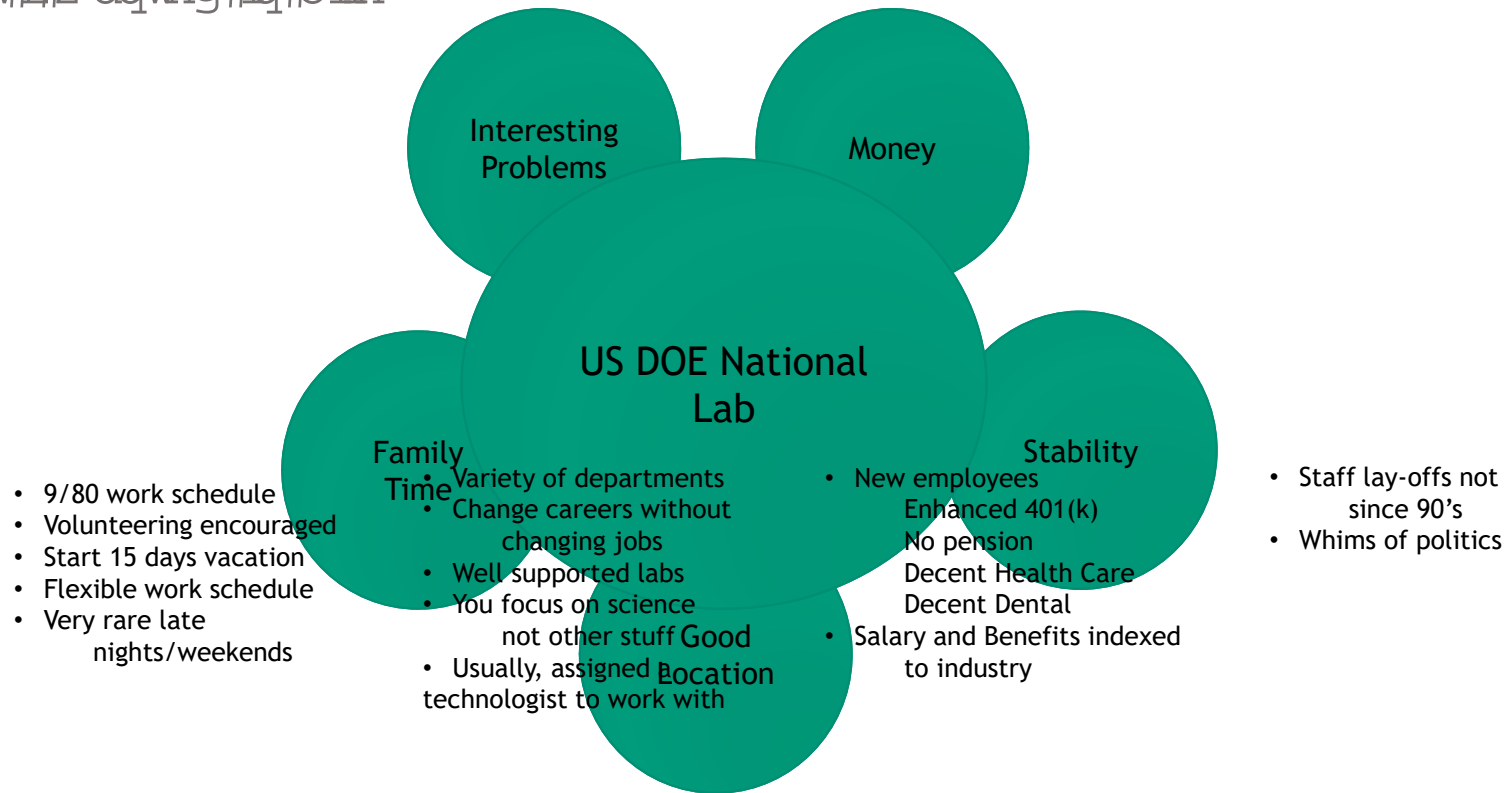 Interesting
Problems
Money
US DOE National
Lab
Family
Time
Stability
Good
Location
• 9/80 work schedule
• Volunteering encouraged
• Start 15 days vacation
• Flexible work schedule
• Very rare late
nights/weekends
• Variety of departments
• Change careers without
changing jobs
• Well supported labs
• You focus on science
not other stuff
• Usually, assigned a
technologist to work with
• New employees
Enhanced 401(k)
No pension
Decent Health Care
Decent Dental
• Salary and Benefits indexed
to industry
• Staff lay-offs not
since 90’s
• Whims of politics